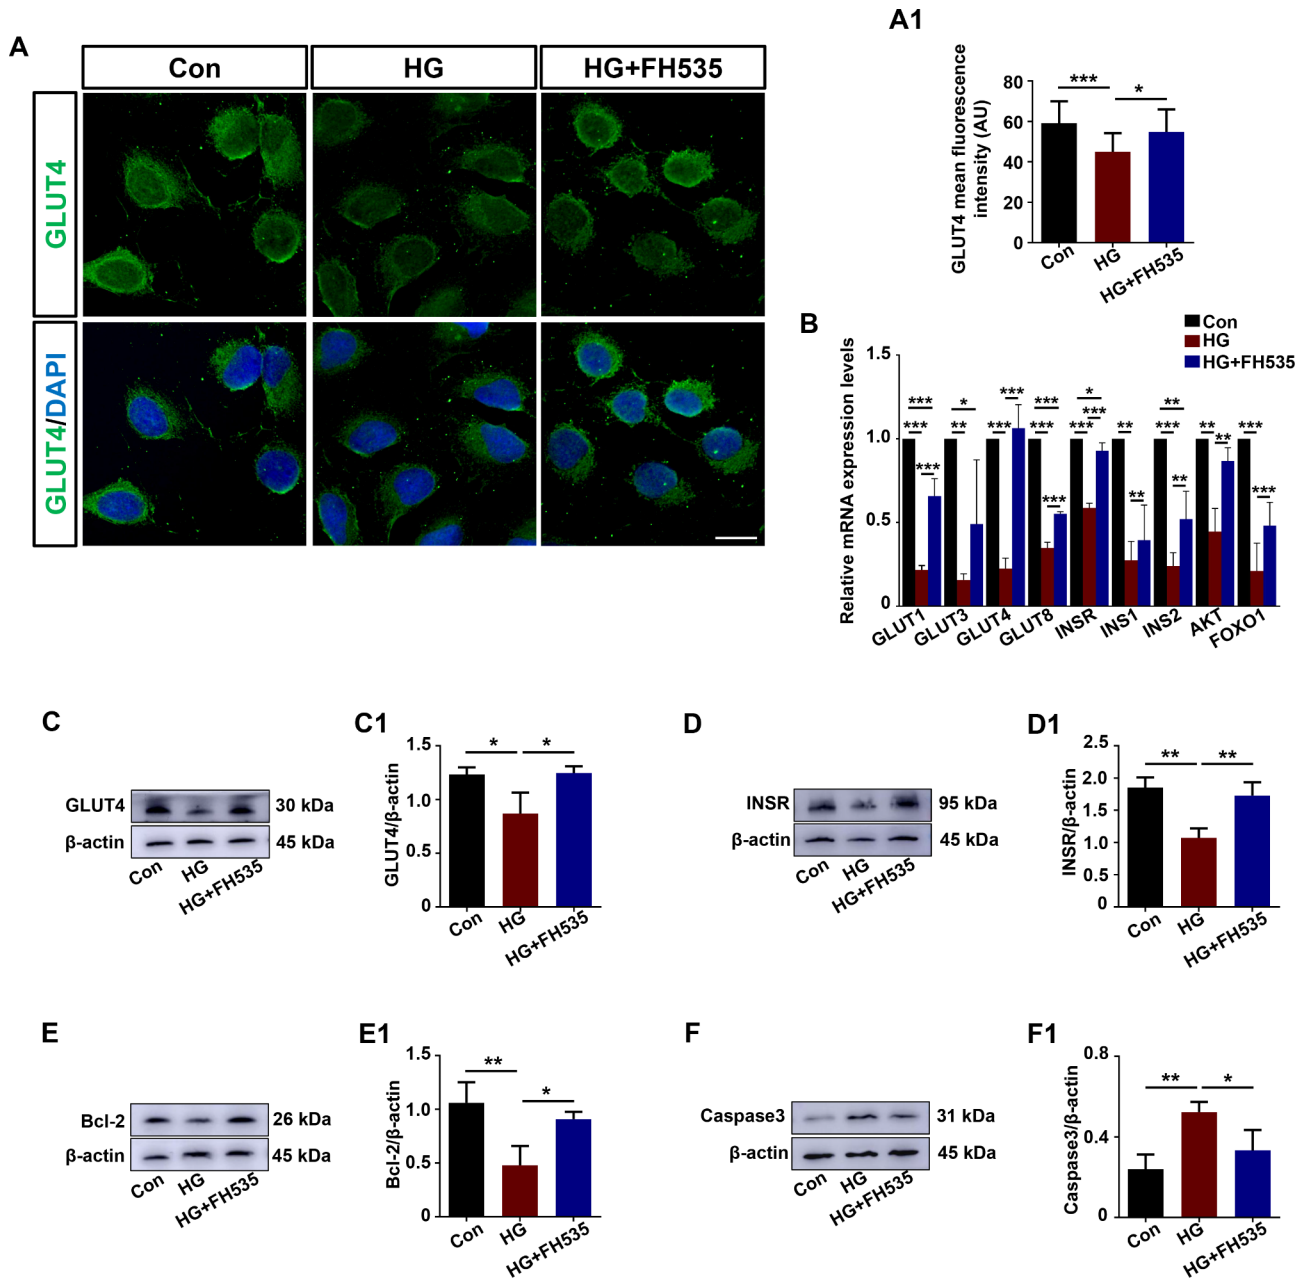 A
Con
HG
HG+FH535
GLUT4
GLUT4/DAPI
A1
GLUT4 mean fluorescence
intensity (AU)
80
60
40
20
0
***
*
Con
HG
HG+FH535
B
Con
HG
HG+FH535
Relative mRNA expression levels
1.5
1.0
0.5
0
***
***
***
*
**
***
***
***
***
***
*
***
***
**
**
**
***
**
**
**
***
***
GLUT1
GLUT3
GLUT4
GLUT8
INSR
INS1
INS2
AKT
FOXO1
C
GLUT4
30 kDa
β-actin
45 kDa
Con
HG
HG+FH535
C1
GLUT4/β-actin
1.5
1.0
0.5
0
*
*
Con
HG
HG+FH535
D
INSR
95 kDa
β-actin
45 kDa
Con
HG
HG+FH535
D1
INSR/β-actin
2.5
2.0
1.5
1.0
0.5
0
**
**
Con
HG
HG+FH535
E
Bcl-2
26 kDa
β-actin
45 kDa
Con
HG
HG+FH535
E1
Bcl-2/β-actin
1.5
1.0
0.5
0
**
*
Con
HG
HG+FH535
F
Caspase3
31 kDa
β-actin
45 kDa
Con
HG
HG+FH535
F1
Caspase3/β-actin
0.8
0.4
0
**
*
Con
HG
HG+FH535